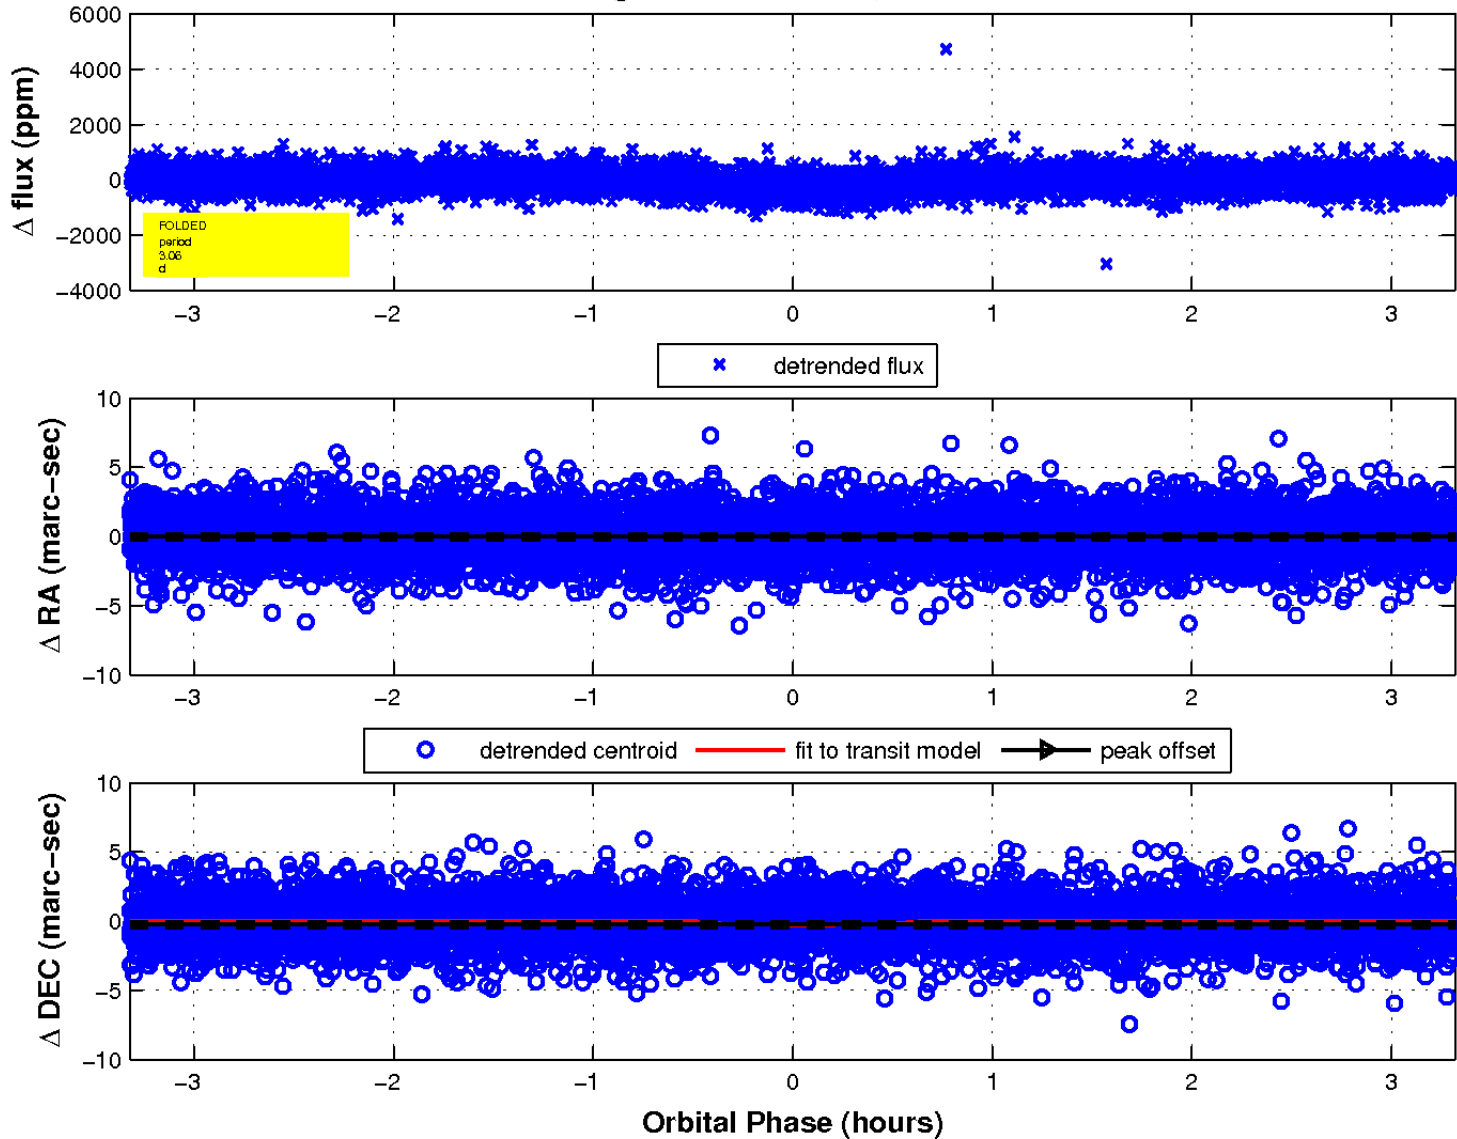 6000
4000
2000
0
−2000
−4000
Δ flux (ppm)
FOLDED
period
3.06
d
−3 −2 −1 0 1 2 3
detrended flux
10
5
0
−5
−10
Δ RA (marc−sec)
−3 −2 −1 0 1 2 3
detrended centroid fit to transit model peak offset
10
5
0
−5
−10
Δ DEC (marc−sec)
−3 −2 −1 0 1 2 3
Orbital Phase (hours)